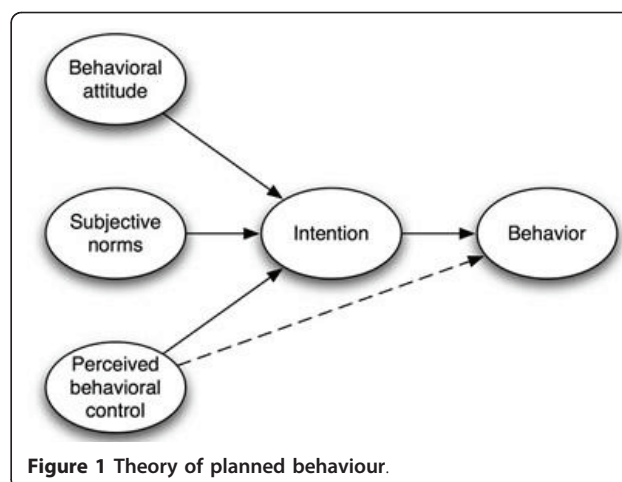 Behavioral
attitude
Subjective
norms
Intention
Behavior
Perceived
behavioral
control
Figure 1 Theory of planned behaviour.